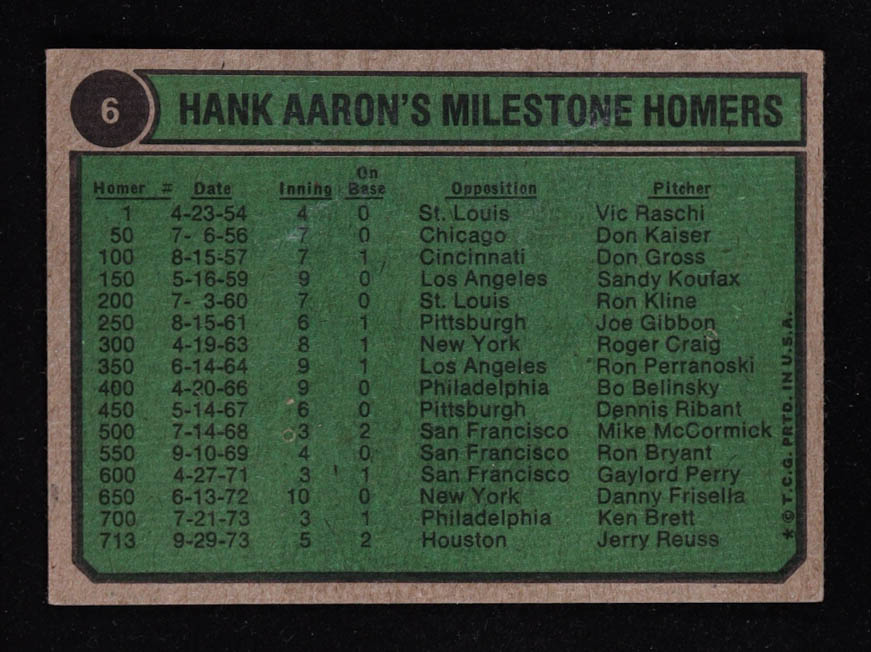 6 HANK AARON'S MILESTONE HOMERS
Homer # Date Inning On Base Opposition Pitcher
1 4-23-54 4 0 St. Louis Vic Raschi
50 7- 6-56 7 0 Chicago Don Kaiser
100 8-15-57 7 1 Cincinnati Don Gross
150 5-16-59 9 0 Los Angeles Sandy Koufax
200 7- 3-60 7 0 St. Louis Ron Kline
250 8-15-61 6 1 Pittsburgh Joe Gibbon
300 4-19-63 8 1 New York Roger Craig
350 6-14-64 9 1 Los Angeles Ron Perranoski
400 4-20-66 9 0 Philadelphia Bo Belinsky
450 5-14-67 6 0 Pittsburgh Dennis Ribant
500 7-14-68 3 2 San Francisco Mike McCormick
550 9-10-69 4 0 San Francisco Ron Bryant
600 4-27-71 3 1 San Francisco Gaylord Perry
650 6-13-72 10 0 New York Danny Frisella
700 7-21-73 3 1 Philadelphia Ken Brett
713 9-29-73 5 2 Houston Jerry Reuss
* © T.C.G. PRTD. IN U.S.A.